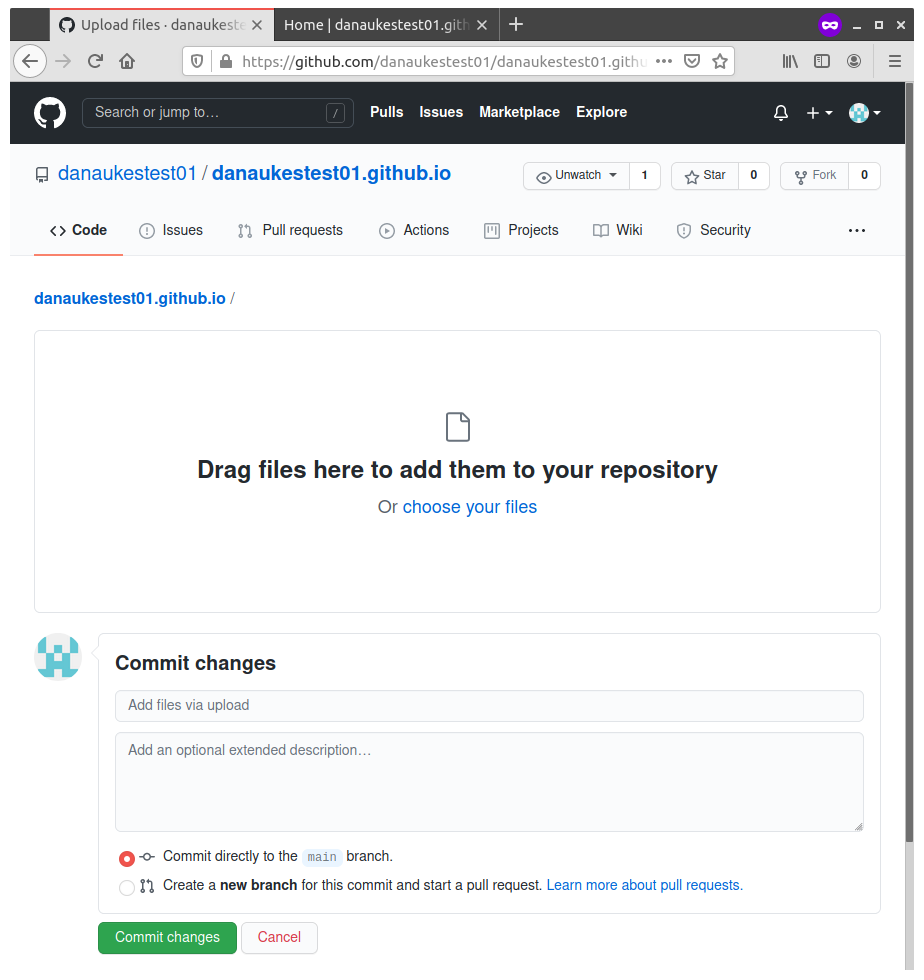 Upload files · danaukeste
Home | danaukestest01.gith
https://github.com/danaukestest01/danaukestest01.githu
Search or jump to…
/
Pulls
Issues
Marketplace
Explore
danaukestest01 / danaukestest01.github.io
Unwatch 1
Star 0
Fork 0
Code
Issues
Pull requests
Actions
Projects
Wiki
Security
danaukestest01.github.io /
Drag files here to add them to your repository
Or choose your files
Commit changes
Add files via upload
Add an optional extended description…
Commit directly to the main branch.
Create a new branch for this commit and start a pull request. Learn more about pull requests.
Commit changes
Cancel